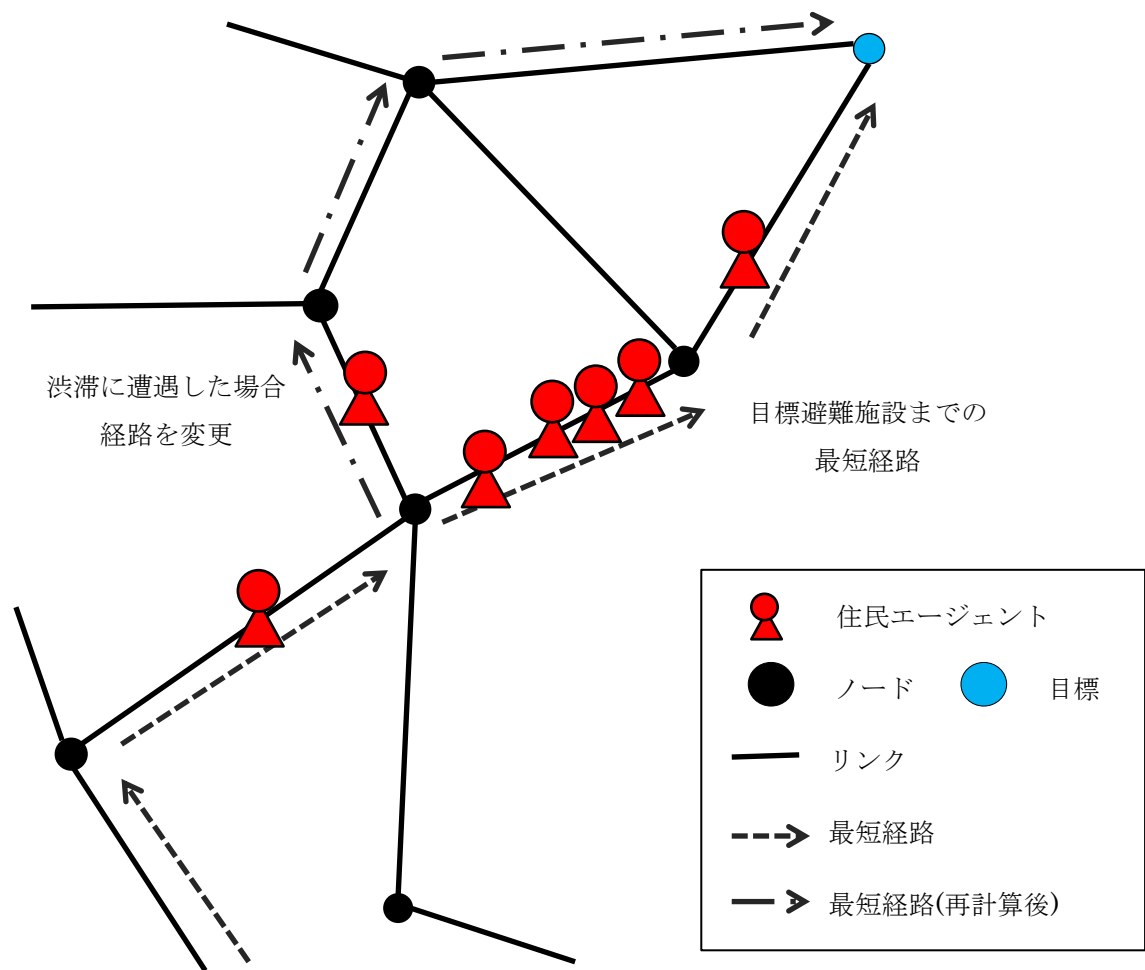 渋滞に遭遇した場合
経路を変更
目標避難施設までの
最短経路
住民エージェント
ノード
目標
リンク
最短経路
最短経路(再計算後)